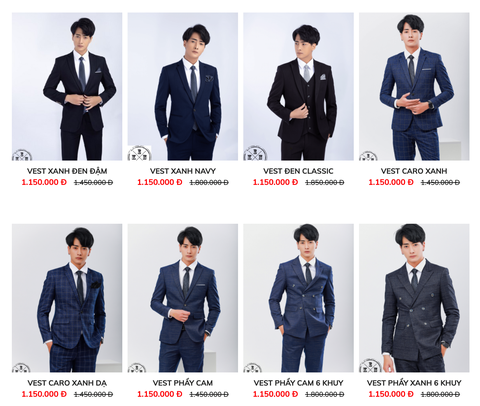 VEST XANH ĐEN ĐẬM
1.150.000 Đ 1.450.000 Đ
VEST XANH NAVY
1.150.000 Đ 1.800.000 Đ
VEST ĐEN CLASSIC
1.150.000 Đ 1.850.000 Đ
VEST CARO XANH
1.150.000 Đ 1.450.000 Đ
VEST CARO XANH DẠ
1.150.000 Đ 1.450.000 Đ
VEST PHẨY CAM
1.150.000 Đ 1.450.000 Đ
VEST PHẨY CAM 6 KHUY
1.150.000 Đ 1.800.000 Đ
VEST PHẨY XANH 6 KHUY
1.150.000 Đ 1.800.000 Đ